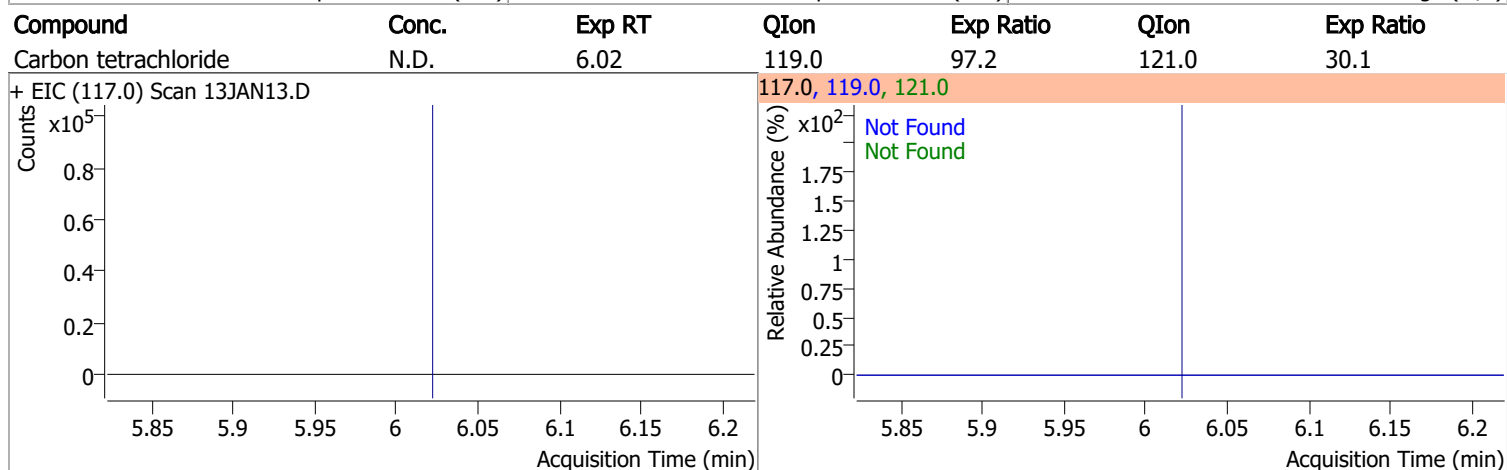 Compound Conc. Exp RT QIon Exp Ratio QIon Exp Ratio
Carbon tetrachloride N.D. 6.02 119.0 97.2 121.0 30.1
+ EIC (117.0) Scan 13JAN13.D
Counts
x10⁵
0.8
0.6
0.4
0.2
0
5.85 5.9 5.95 6 6.05 6.1 6.15 6.2
Acquisition Time (min)
117.0, 119.0, 121.0
Relative Abundance (%)
x10²
Not Found
Not Found
1.75
1.5
1.25
1
0.75
0.5
0.25
0
5.85 5.9 5.95 6 6.05 6.1 6.15 6.2
Acquisition Time (min)